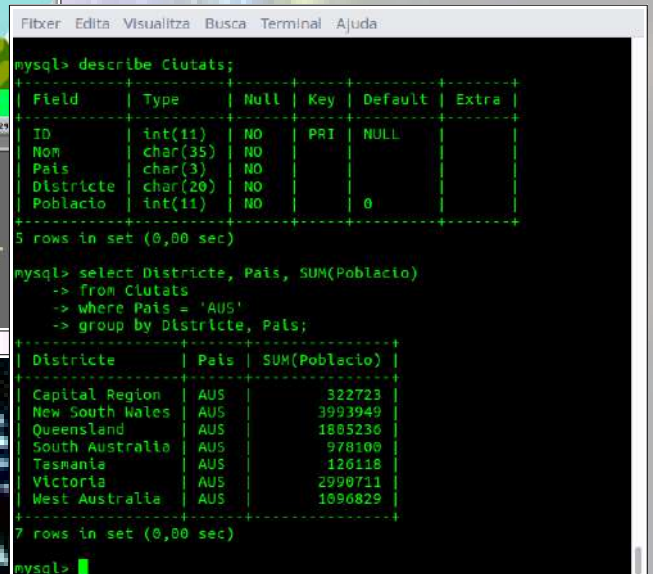 Fitxer Edita Visualitza Busca Terminal Ajuda
mysql> describe Ciutats;
+-----------+----------+------+-----+---------+-------+
| Field | Type | Null | Key | Default | Extra |
+-----------+----------+------+-----+---------+-------+
| ID | int(11) | NO | PRI | NULL | |
| Nom | char(35) | NO | | | |
| Pais | char(3) | NO | | | |
| Districte | char(20) | NO | | | |
| Poblacio | int(11) | NO | | 0 | |
+-----------+----------+------+-----+---------+-------+
5 rows in set (0,00 sec)
mysql> select Districte, Pais, SUM(Poblacio)
-> from Ciutats
-> where Pais = 'AUS'
-> group by Districte, Pais;
+-----------------+------+---------------+
| Districte | Pais | SUM(Poblacio) |
+-----------------+------+---------------+
| Capital Region | AUS | 322723 |
| New South Wales | AUS | 3993949 |
| Queensland | AUS | 1805236 |
| South Australia | AUS | 978100 |
| Tasmania | AUS | 126118 |
| Victoria | AUS | 2990711 |
| West Australia | AUS | 1096829 |
+-----------------+------+---------------+
7 rows in set (0,00 sec)
mysql>